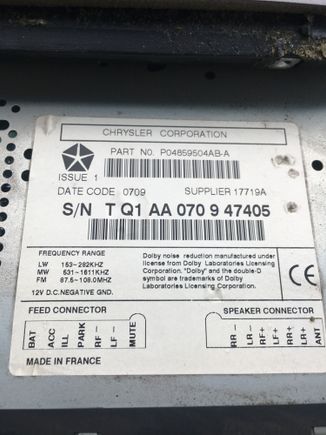 CHRYSLER CORPORATION
PART NO. P04859504AB-A
ISSUE 1
DATE CODE 0709 SUPPLIER 17719A
S/N T Q1 AA 070 9 47405
FREQUENCY RANGE
LW 153-282KHZ
MW 531-1611KHZ
FM 87.5-108.0MHZ
12V D.C. NEGATIVE GND.
Dolby noise reduction manufactured under
license from Dolby Laboratories Licensing
Corporation. "Dolby" and the double-D
symbol are trademarks of Dolby
Laboratories Licensing Corporation.
CE
FEED CONNECTOR
BAT ACC ILL PARK RF- LF- MUTE
SPEAKER CONNECTOR
RR- LR- RF+ LF+ RR+ LR+ ANT
MADE IN FRANCE